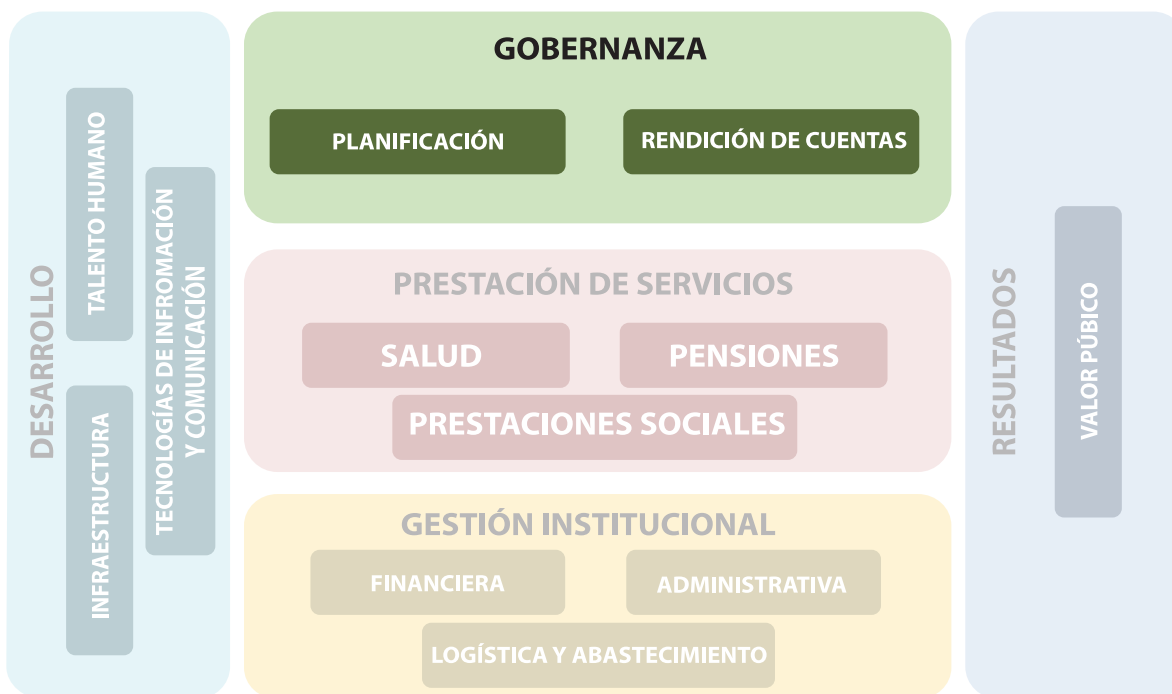 DESARROLLO
TALENTO HUMANO
INFRAESTRUCTURA
TECNOLOGÍAS DE INFROMACIÓN
Y COMUNICACIÓN
GOBERNANZA
PLANIFICACIÓN
RENDICIÓN DE CUENTAS
PRESTACIÓN DE SERVICIOS
SALUD
PENSIONES
PRESTACIONES SOCIALES
GESTIÓN INSTITUCIONAL
FINANCIERA
ADMINISTRATIVA
LOGÍSTICA Y ABASTECIMIENTO
RESULTADOS
VALOR PÚBICO